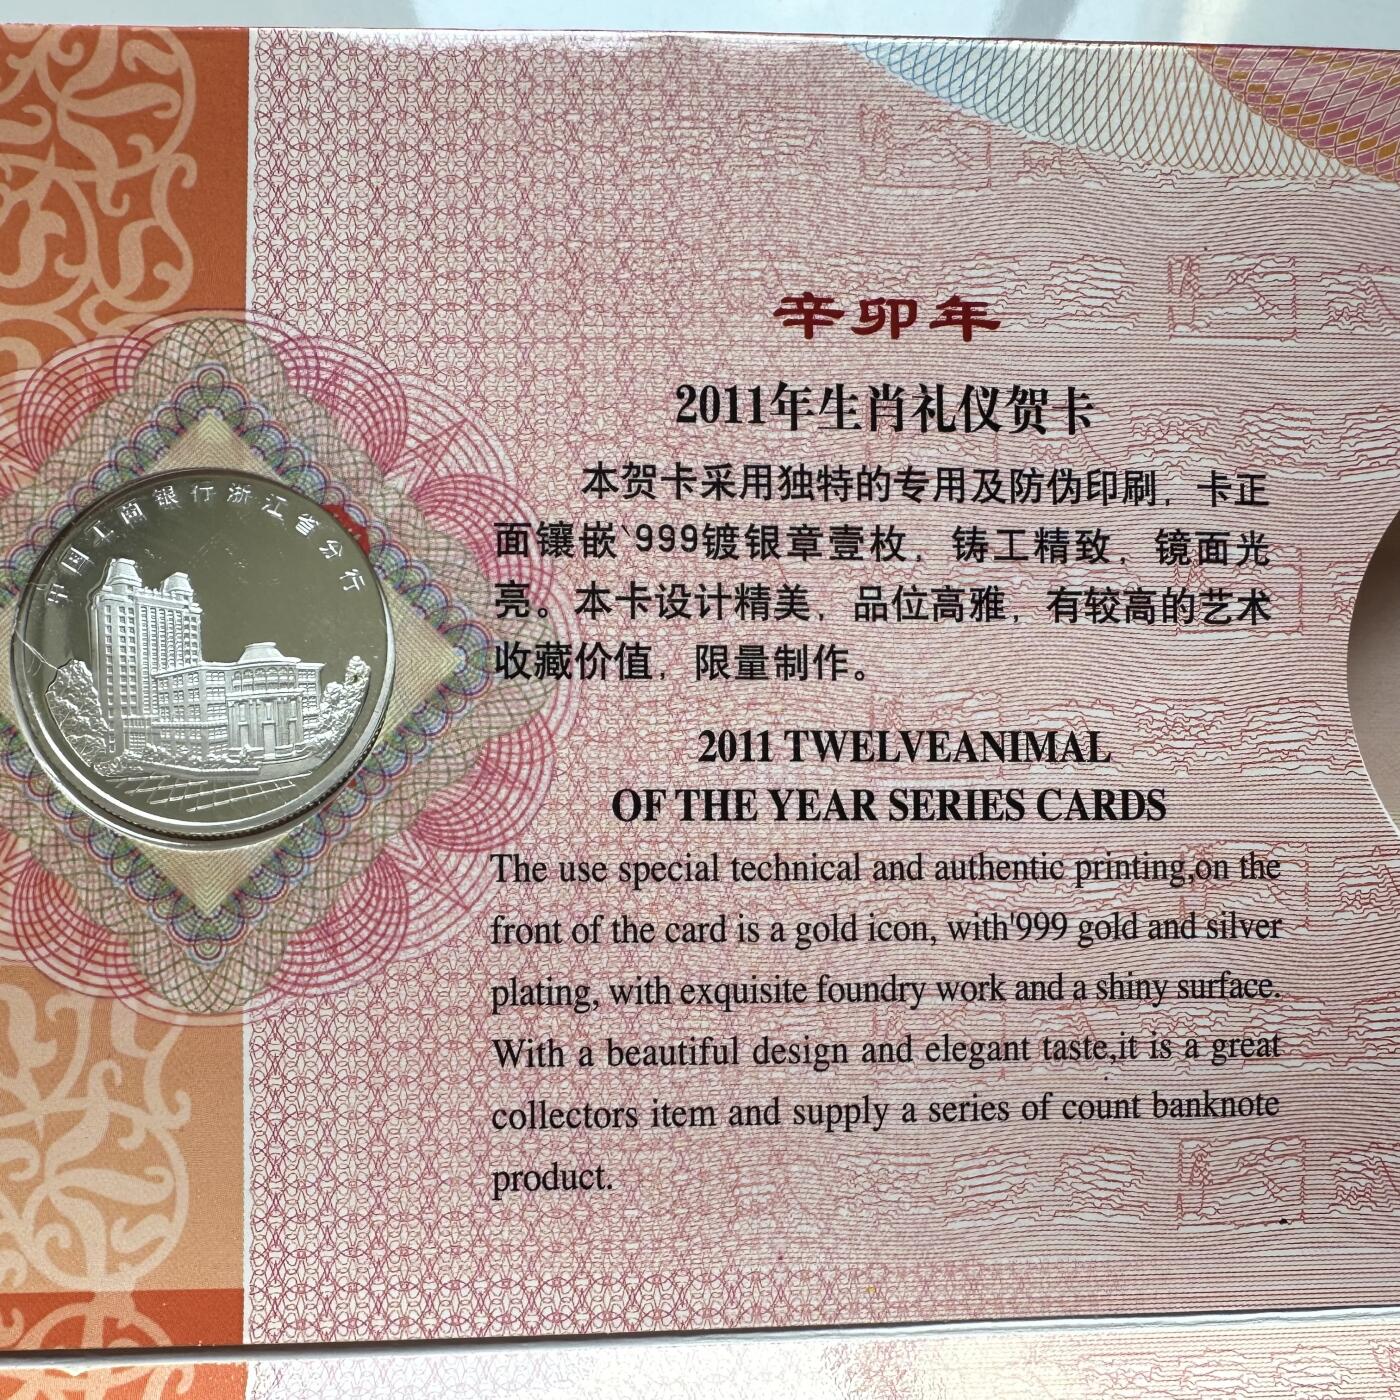 中国工商银行浙江省分行
辛卯年
2011年生肖礼仪贺卡
本贺卡采用独特的专用及防伪印刷，卡正
面镶嵌`999镀银章壹枚，铸工精致，镜面光
亮。本卡设计精美，品位高雅，有较高的艺术
收藏价值，限量制作。
2011 TWELVEANIMAL
OF THE YEAR SERIES CARDS
The use special technical and authentic printing,on the
front of the card is a gold icon, with'999 gold and silver
plating, with exquisite foundry work and a shiny surface.
With a beautiful design and elegant taste,it is a great
collectors item and supply a series of count banknote
product.